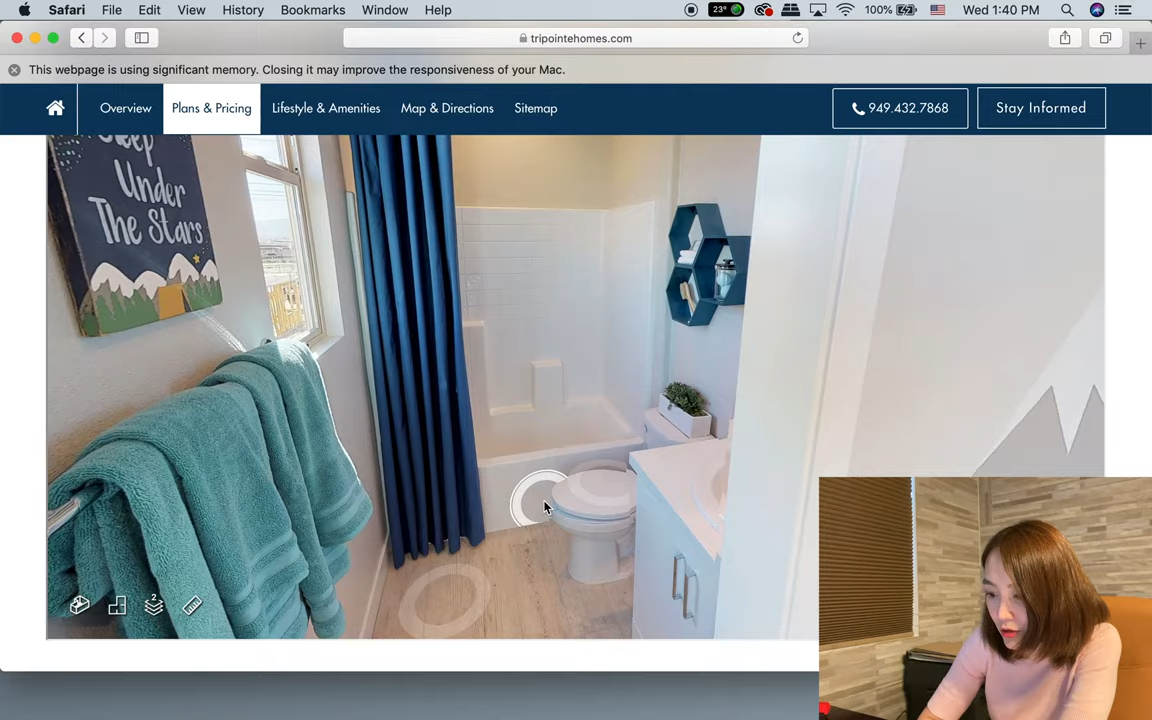 Safari File Edit View History Bookmarks Window Help 23° 100% Wed 1:40 PM
tripointehomes.com
This webpage is using significant memory. Closing it may improve the responsiveness of your Mac.
Overview Plans & Pricing Lifestyle & Amenities Map & Directions Sitemap 949.432.7868 Stay Informed
Sleep
Under
The Stars
2